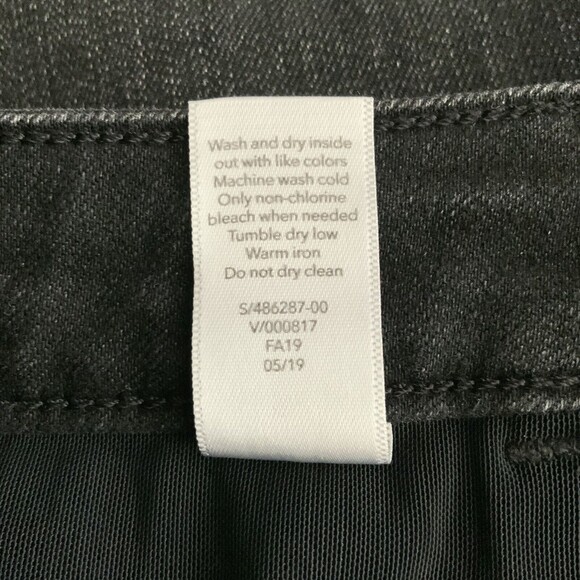 Wash and dry inside
out with like colors
Machine wash cold
Only non-chlorine
bleach when needed
Tumble dry low
Warm iron
Do not dry clean
S/486287-00
V/000817
FA19
05/19